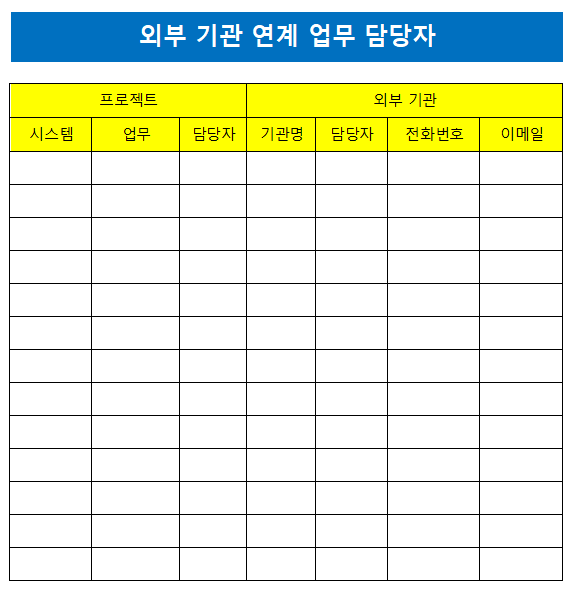 외부 기관 연계 업무 담당자
프로젝트 외부 기관
시스템 업무 담당자 기관명 담당자 전화번호 이메일